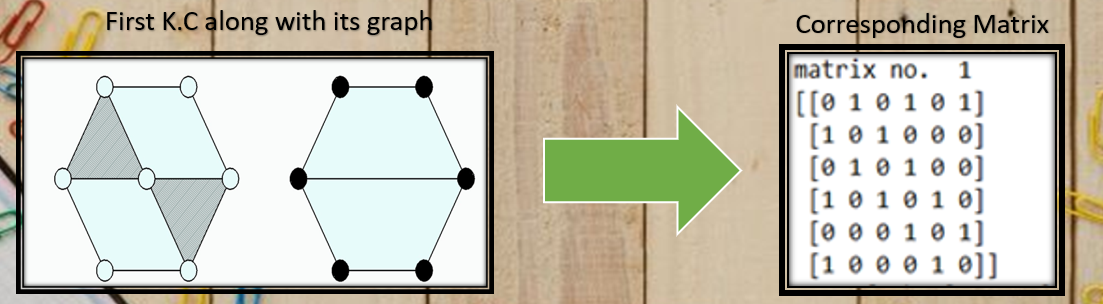 First K.C along with its graph
Corresponding Matrix
matrix no. 1
[[0 1 0 1 0 1]
[1 0 1 0 0 0]
[0 1 0 1 0 0]
[1 0 1 0 1 0]
[0 0 0 1 0 1]
[1 0 0 0 1 0]]